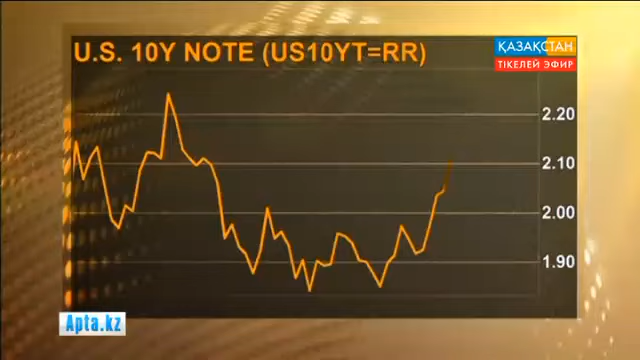 ҚАЗАҚСТАН
ТІКЕЛЕЙ ЭФИР
U.S. 10Y NOTE (US10YT=RR)
2.20
2.10
2.00
1.90
Apta.kz